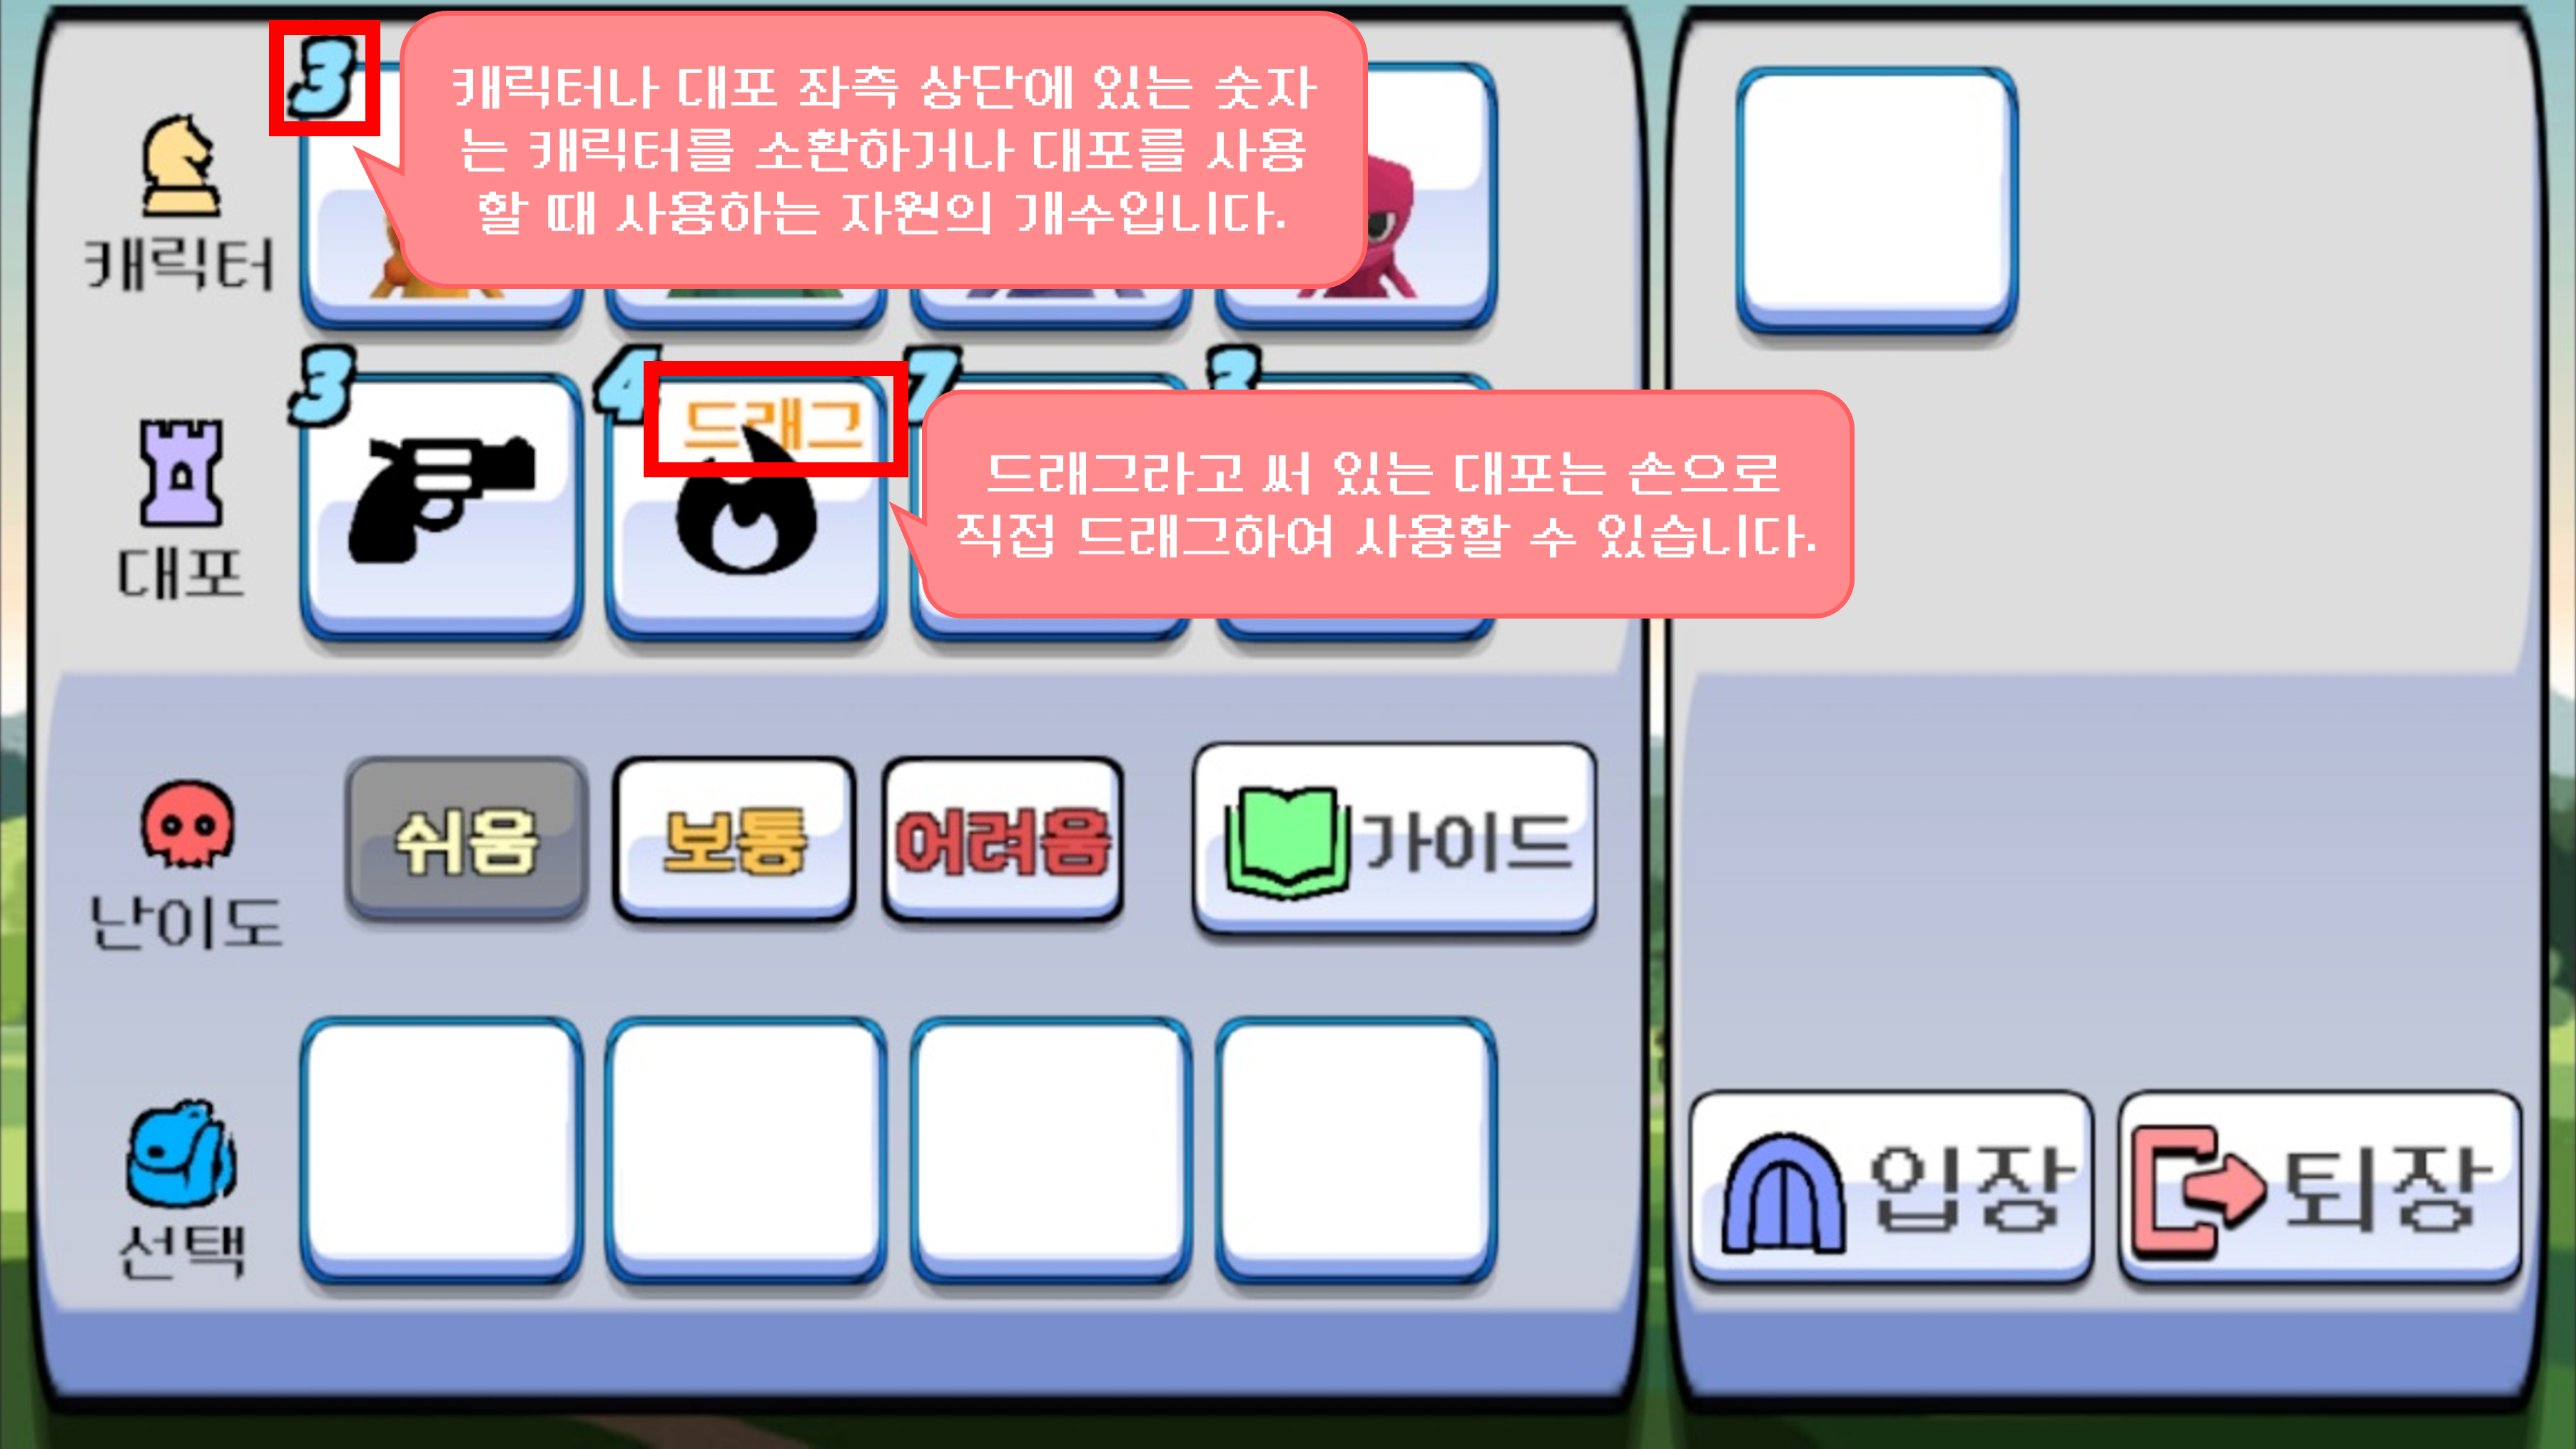 3
캐릭터나 대포 좌측 상단에 있는 숫자
는 캐릭터를 소환하거나 대포를 사용
할 때 사용하는 자원의 개수입니다.
캐릭터
3
4
드래그
7
3
드래그라고 써 있는 대포는 손으로
직접 드래그하여 사용할 수 있습니다.
대포
쉬움
보통
어려움
가이드
난이도
선택
입장
퇴장